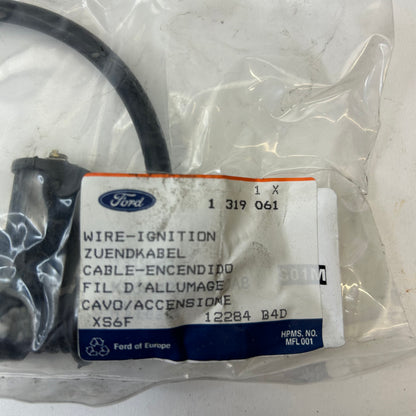 1 X
Ford
1 319 061
WIRE-IGNITION
ZUENDKABEL
CABLE-ENCENDIDO
FIL D'ALLUMAGE
CAVO/ACCENSIONE
XS6F 12284 B4D
Ford of Europe
HPMS. NO.
MFL 001